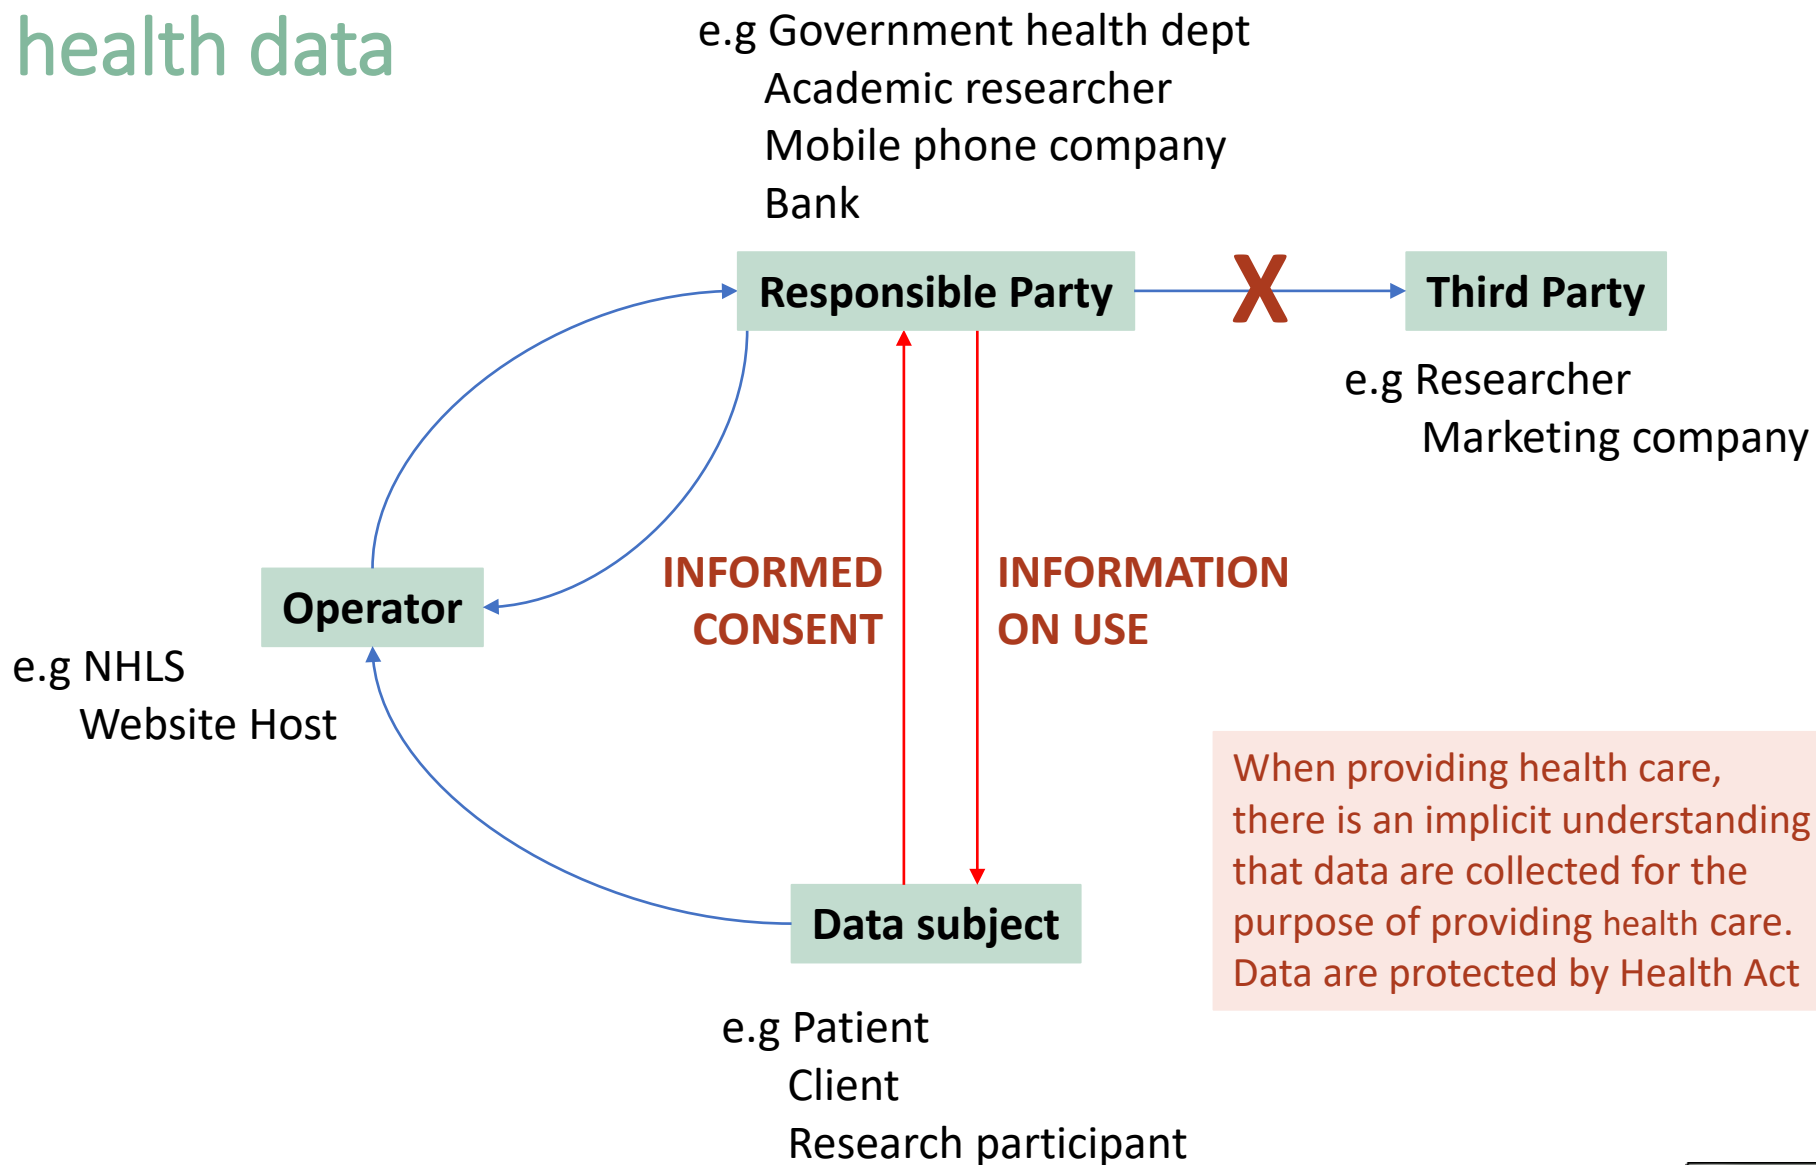 health data
e.g Government health dept
Academic researcher
Mobile phone company
Bank
Responsible Party
X
Third Party
e.g Researcher
Marketing company
INFORMED
CONSENT
INFORMATION
ON USE
Operator
e.g NHLS
Website Host
When providing health care,
there is an implicit understanding
that data are collected for the
purpose of providing health care.
Data are protected by Health Act
Data subject
e.g Patient
Client
Research participant